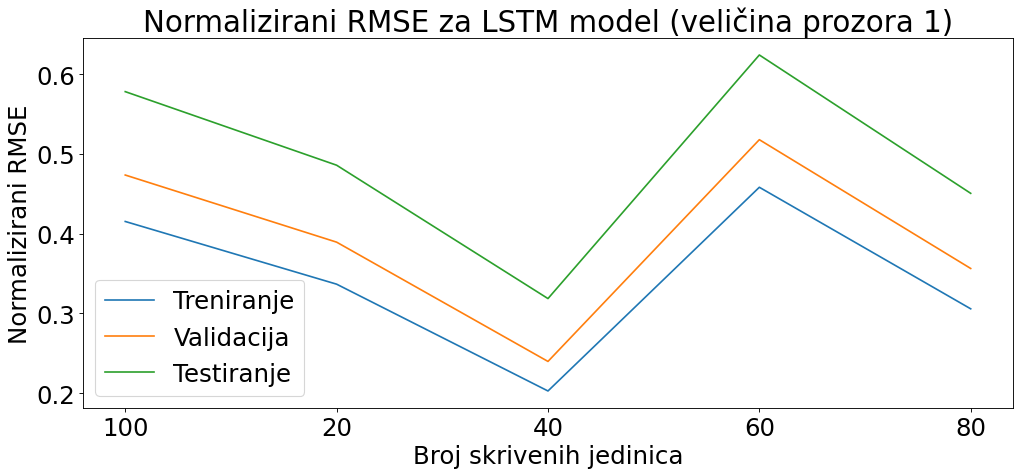 Normalizirani RMSE za LSTM model (veličina prozora 1)
Normalizirani RMSE
0.6
0.5
0.4
0.3
0.2
Treniranje
Validacija
Testiranje
100 20 40 60 80
Broj skrivenih jedinica